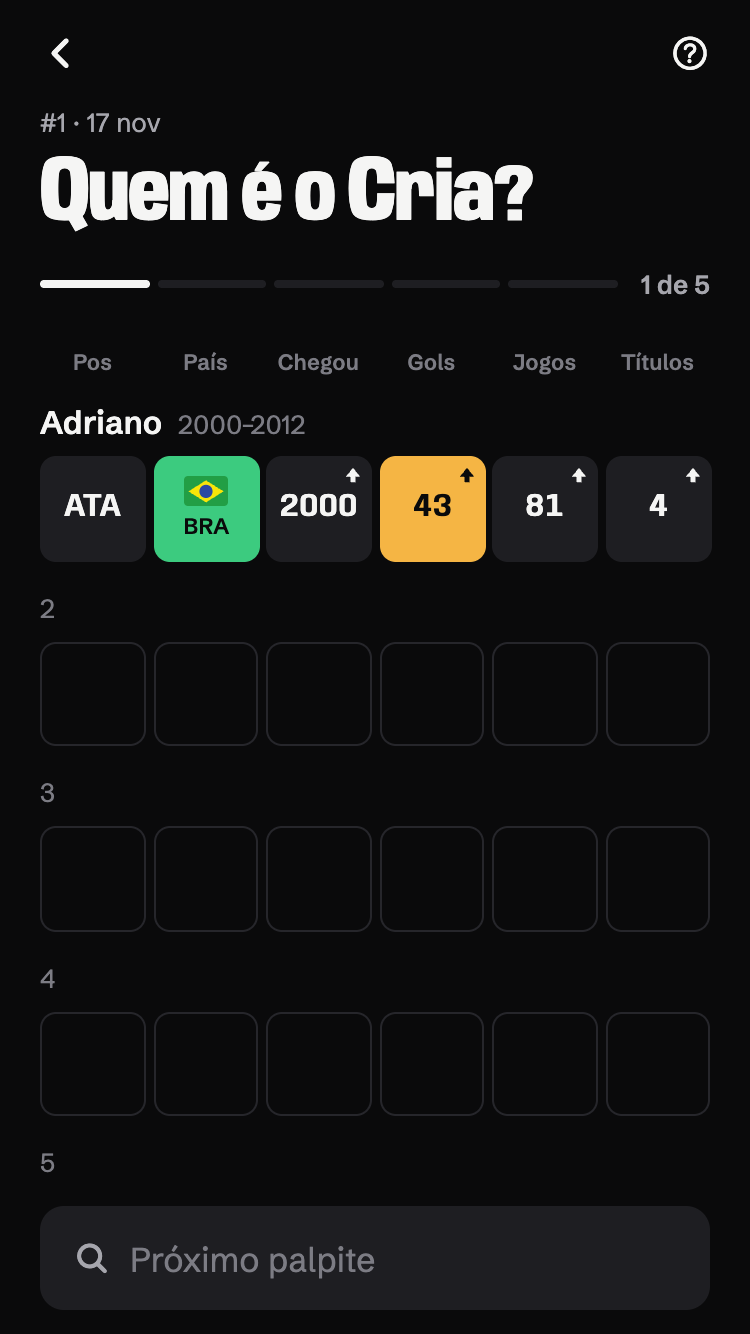 #1 · 17 nov
Quem é o Cria?
1 de 5
Pos País Chegou Gols Jogos Títulos
Adriano 2000–2012
ATA BRA 2000 43 81 4
2
3
4
5
Próximo palpite